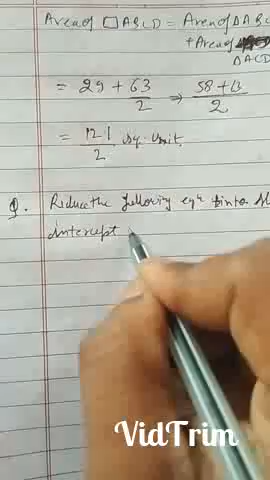 Area of □ABCD = Area of ΔABC
+Area of
ΔACD
= 29 + 63/2 ⇒ 58+63/2
= 121/2 sq. unit.
Q. Reduce the following eqn into Sl
intercept
VidTrim